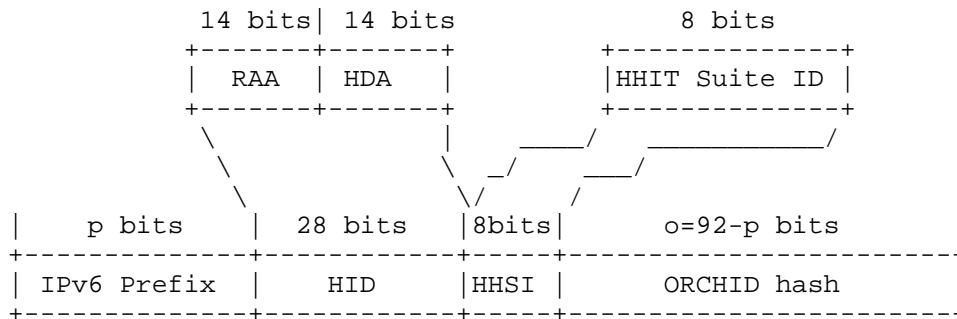 14 bits| 14 bits 8 bits
RAA | HDA | HHIT Suite ID
p bits | 28 bits |8bits| o=92-p bits
IPv6 Prefix | HID |HHSI | ORCHID hash